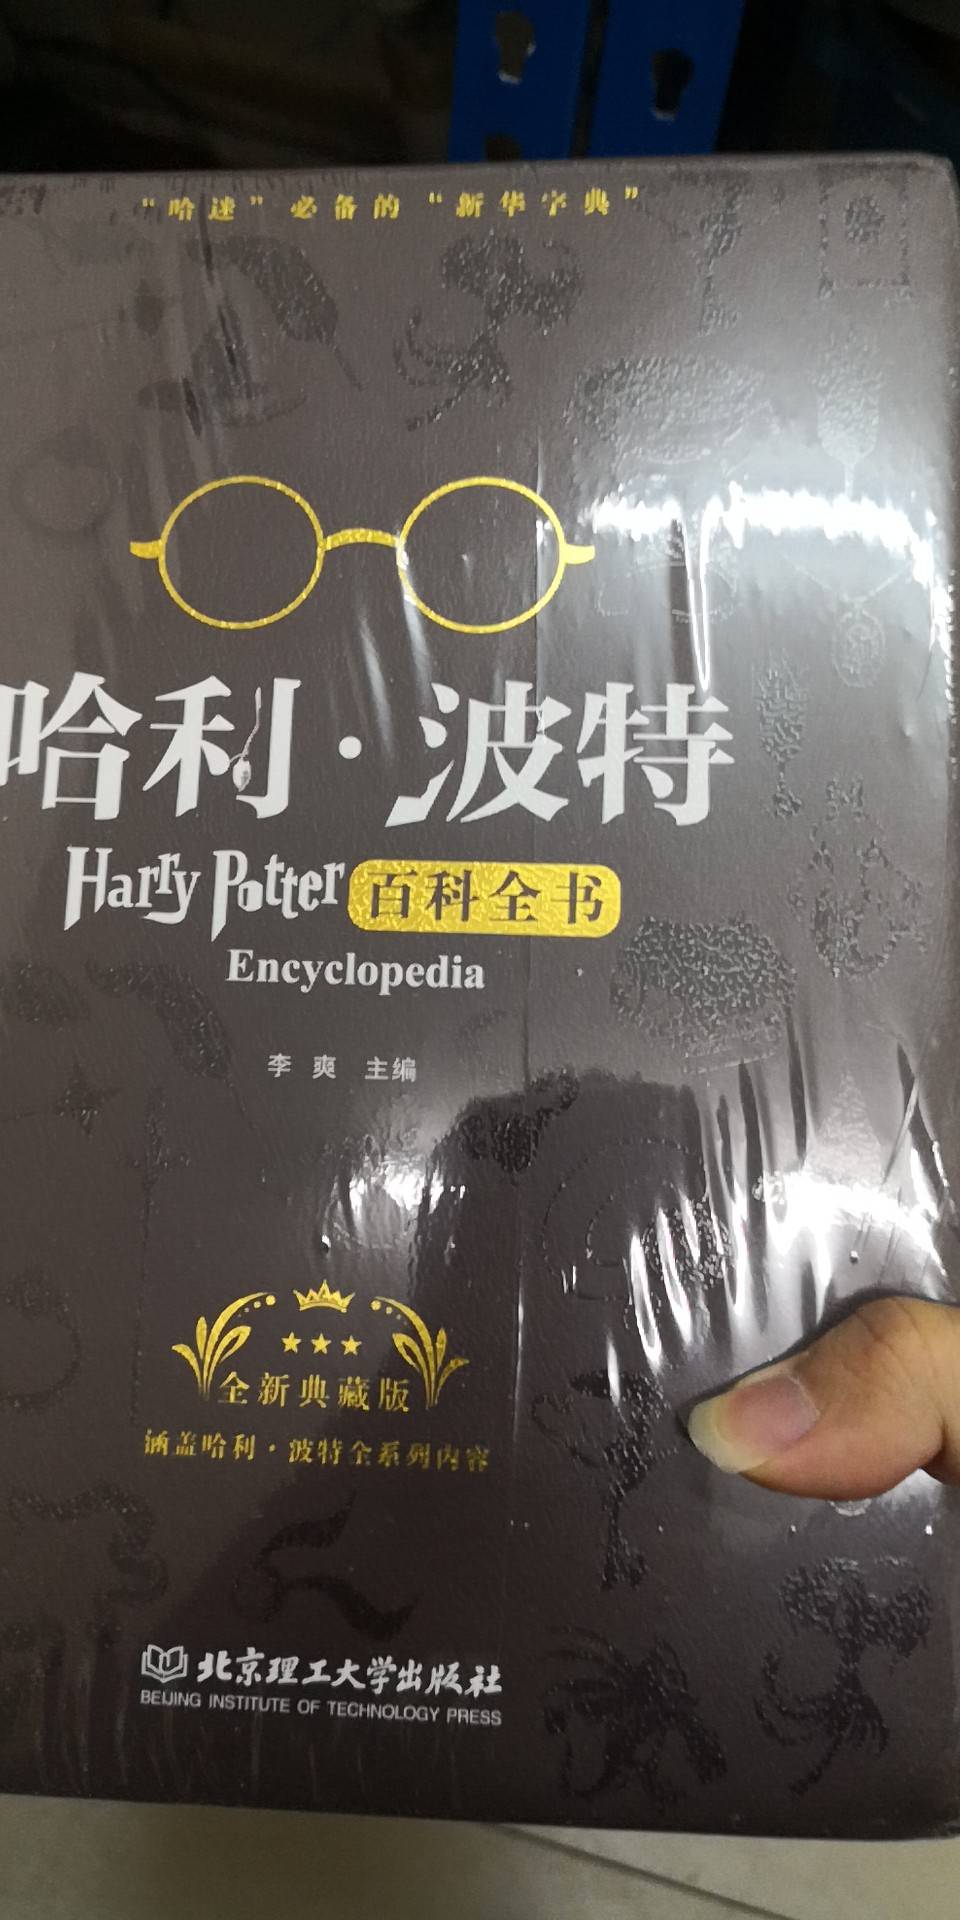 “哈迷”必备的“新华字典”
哈利·波特
Harry Potter 百科全书
Encyclopedia
李爽 主编
全新典藏版
涵盖哈利·波特全系列内容
北京理工大学出版社
BEIJING INSTITUTE OF TECHNOLOGY PRESS